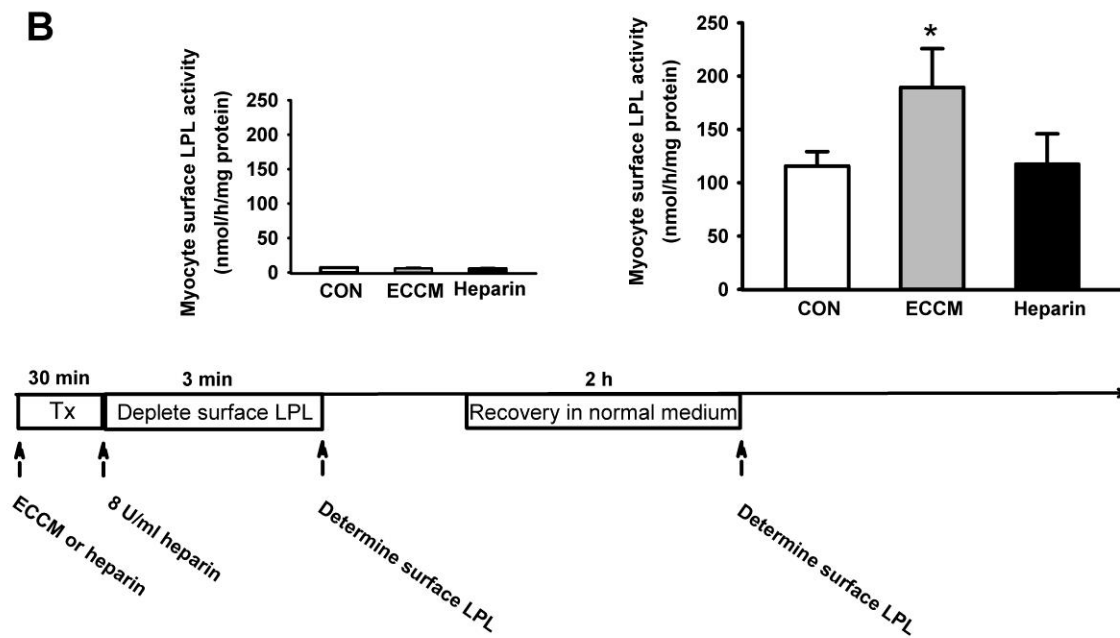 B
Myocyte surface LPL activity
(nmol/h/mg protein)
250
200
150
100
50
0
CON
ECCM
Heparin
Myocyte surface LPL activity
(nmol/h/mg protein)
250
200
150
100
50
0
*
CON
ECCM
Heparin
30 min
3 min
2 h
Tx
Deplete surface LPL
Recovery in normal medium
ECCM or heparin
8 U/ml heparin
Determine surface LPL
Determine surface LPL